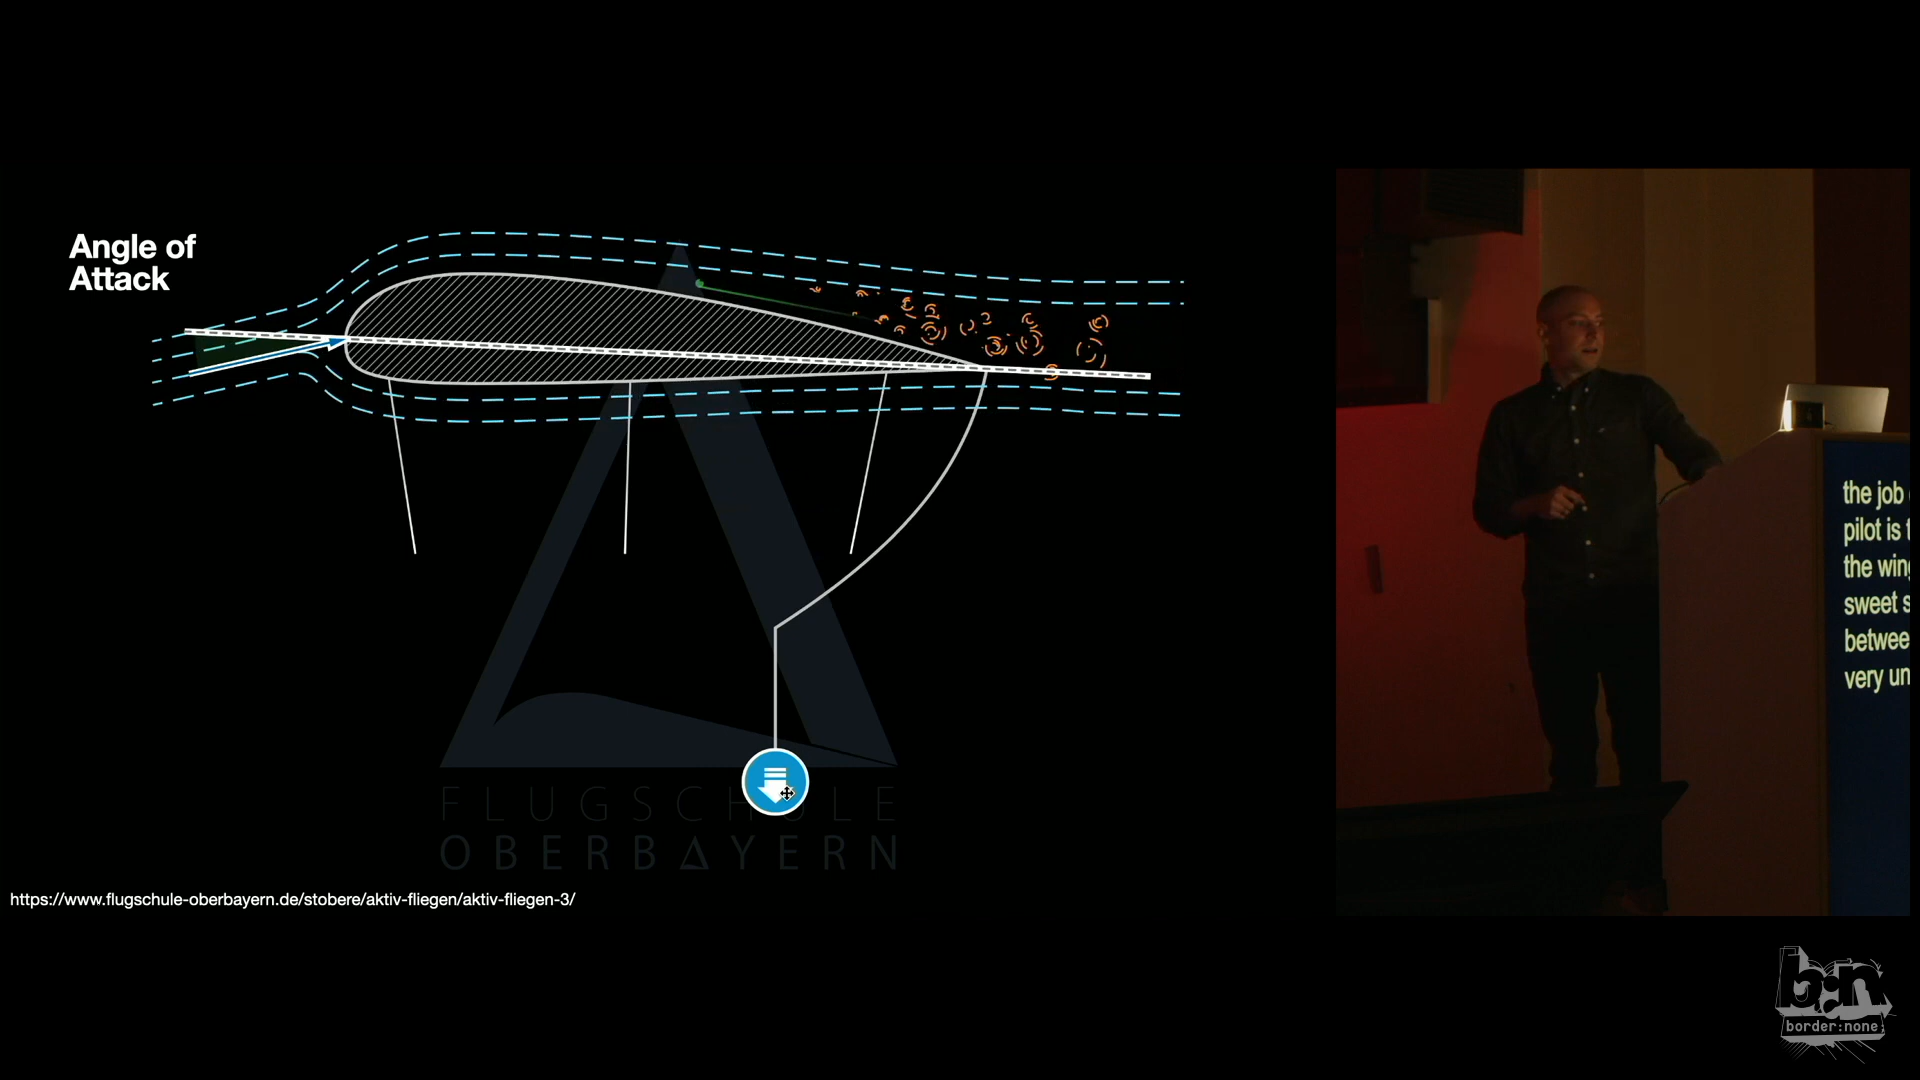 Angle of
Attack
FLUGSCHULE
OBERBAYERN
https://www.flugschule-oberbayern.de/stobere/aktiv-fliegen/aktiv-fliegen-3/
the job
pilot is
the wing
sweet
betwee
very un
b:n
border:none